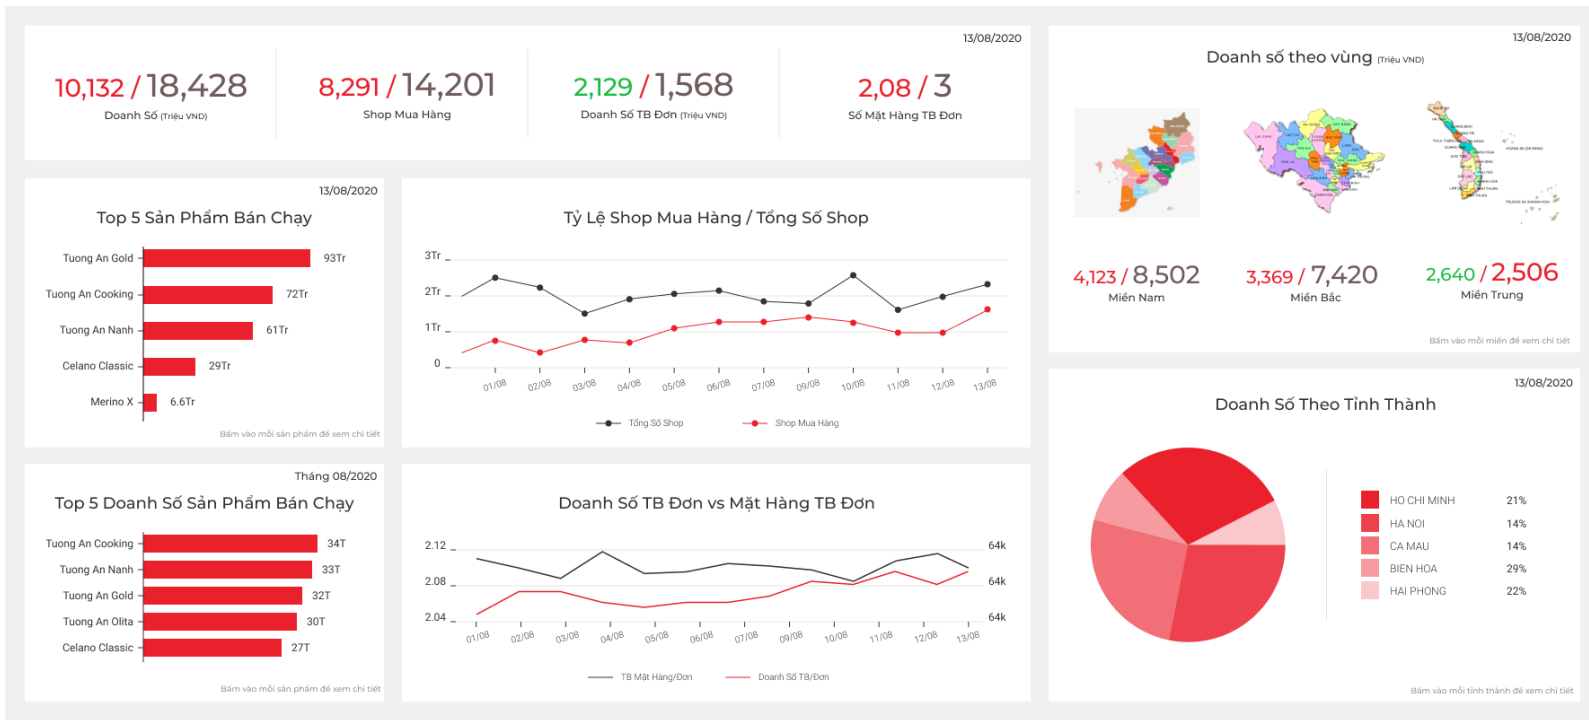 13/08/2020
10,132 / 18,428
Doanh Số (Triệu VND)
8,291 / 14,201
Shop Mua Hàng
2,129 / 1,568
Doanh Số TB Đơn (Triệu VND)
2,08 / 3
Số Mặt Hàng TB Đơn
13/08/2020
Top 5 Sản Phẩm Bán Chạy
Tuong An Gold 93Tr
Tuong An Cooking 72Tr
Tuong An Nanh 61Tr
Celano Classic 29Tr
Merino X 6.6Tr
Bấm vào mỗi sản phẩm để xem chi tiết
Tỷ Lệ Shop Mua Hàng / Tổng Số Shop
3Tr
2Tr
1Tr
0
01/08 02/08 03/08 04/08 05/08 06/08 07/08 09/08 10/08 11/08 12/08 13/08
Tổng Số Shop Shop Mua Hàng
Tháng 08/2020
Top 5 Doanh Số Sản Phẩm Bán Chạy
Tuong An Cooking 34T
Tuong An Nanh 33T
Tuong An Gold 32T
Tuong An Olita 30T
Celano Classic 27T
Bấm vào mỗi sản phẩm để xem chi tiết
Doanh Số TB Đơn vs Mặt Hàng TB Đơn
2.12 64k
2.08 64k
2.04 64k
01/08 02/08 03/08 04/08 05/08 06/08 07/08 09/08 10/08 11/08 12/08 13/08
TB Mặt Hàng/Đơn Doanh Số TB/Đơn
13/08/2020
Doanh số theo vùng (Triệu VND)
4,123 / 8,502
Miền Nam
3,369 / 7,420
Miền Bắc
2,640 / 2,506
Miền Trung
Bấm vào mỗi miền để xem chi tiết
13/08/2020
Doanh Số Theo Tỉnh Thành
HO CHI MINH 21%
HA NOI 14%
CA MAU 14%
BIEN HOA 29%
HAI PHONG 22%
Bấm vào mỗi tỉnh thành để xem chi tiết